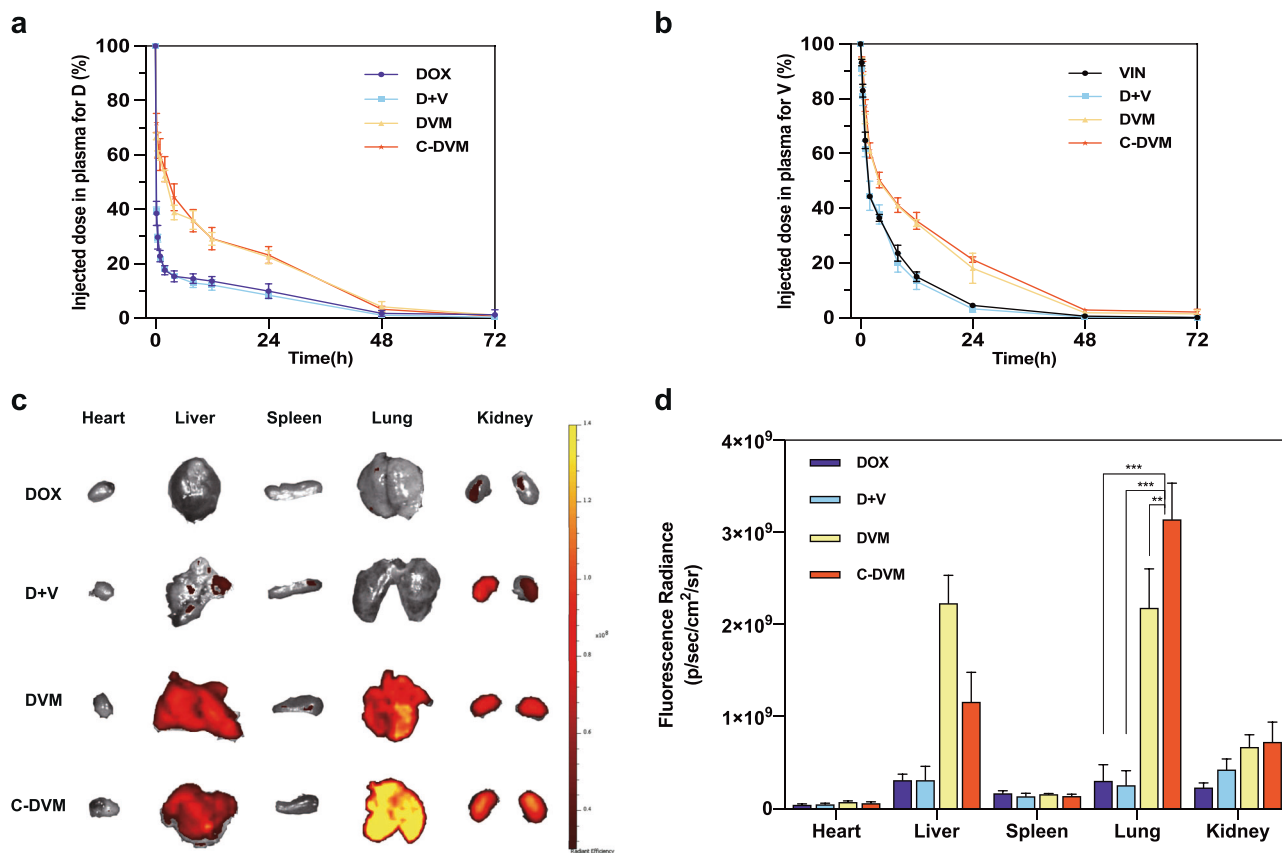 a
Injected dose in plasma for D (%)
100
80
60
40
20
0
0
24
48
72
Time(h)
DOX
D+V
DVM
C-DVM
b
Injected dose in plasma for V (%)
100
80
60
40
20
0
0
24
48
72
Time(h)
VIN
D+V
DVM
C-DVM
c
Heart Liver Spleen Lung Kidney
DOX
D+V
DVM
C-DVM
1.4
1.2
1.0
x10⁸
0.8
0.6
0.4
Radiant Efficiency
d
Fluorescence Radiance
(p/sec/cm²/sr)
4×10⁹
3×10⁹
2×10⁹
1×10⁹
0
DOX
D+V
DVM
C-DVM
***
***
**
Heart Liver Spleen Lung Kidney